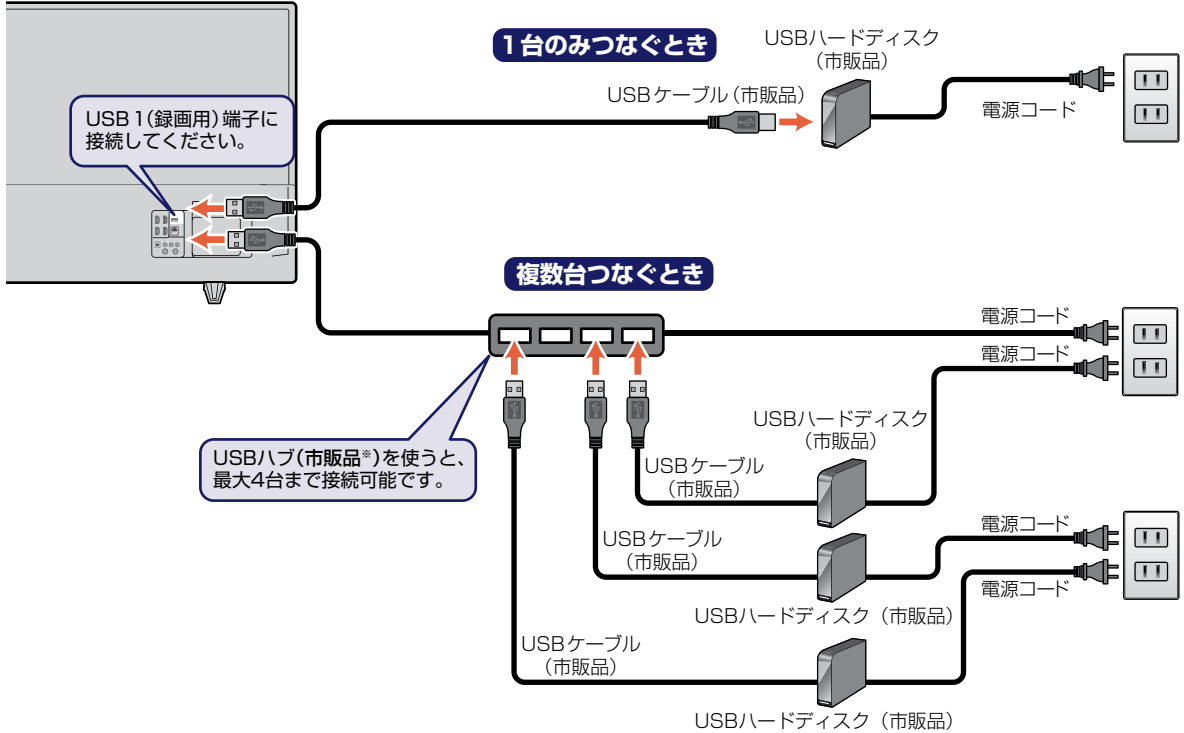 1台のみつなぐとき
USBハードディスク
(市販品)
USBケーブル(市販品)
電源コード
USB1(録画用)端子に
接続してください。
複数台つなぐとき
電源コード
電源コード
USBハードディスク
(市販品)
USBハブ(市販品※)を使うと、
最大4台まで接続可能です。
USBケーブル
(市販品)
電源コード
USBケーブル
(市販品)
電源コード
USBハードディスク(市販品)
USBケーブル
(市販品)
USBハードディスク(市販品)